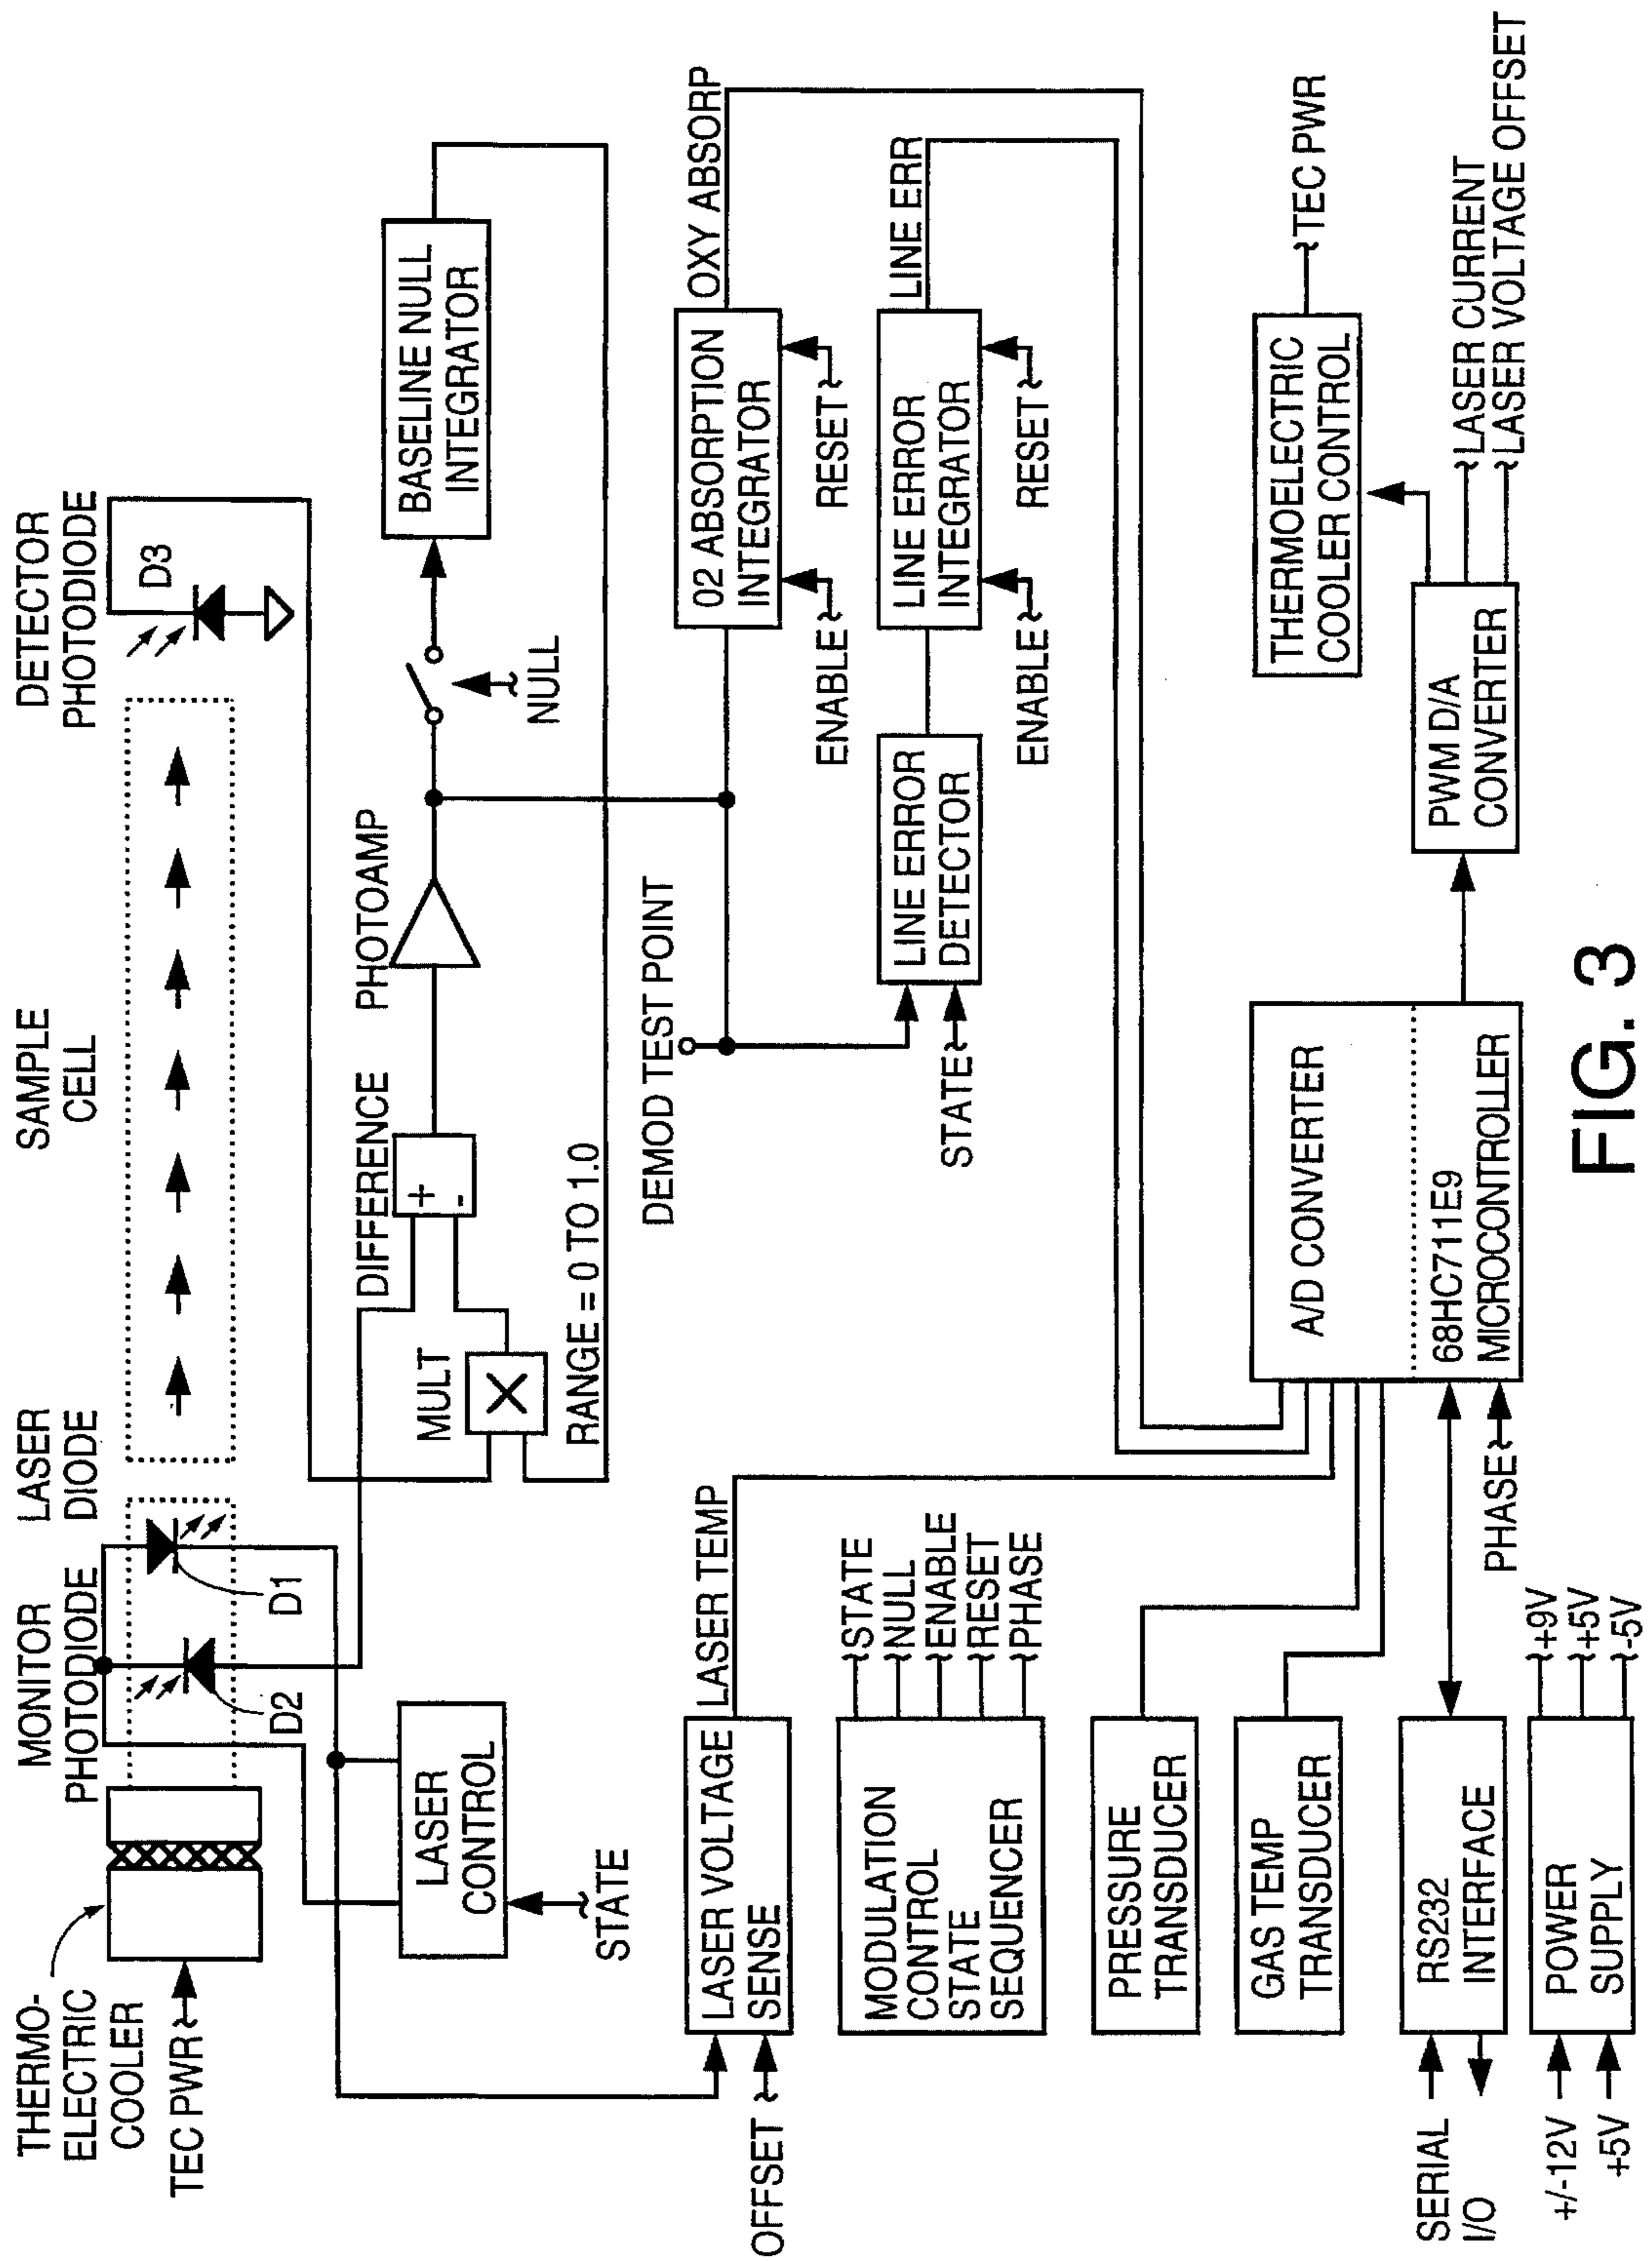 THERMO-
ELECTRIC
COOLER
TEC PWR
MONITOR
PHOTODIODE
LASER
DIODE
SAMPLE
CELL
DETECTOR
PHOTODIODE
D2
D1
D3
LASER
CONTROL
STATE
MULT
DIFFERENCE
+
-
PHOTOAMP
NULL
BASELINE NULL
INTEGRATOR
RANGE = 0 TO 1.0
DEMOD TEST POINT
OFFSET
LASER VOLTAGE
SENSE
LASER TEMP
02 ABSORPTION
INTEGRATOR
OXY ABSORP
ENABLE
RESET
STATE
LINE ERROR
DETECTOR
LINE ERROR
INTEGRATOR
LINE ERR
ENABLE
RESET
MODULATION
CONTROL
STATE
SEQUENCER
STATE
NULL
ENABLE
RESET
PHASE
PRESSURE
TRANSDUCER
GAS TEMP
TRANSDUCER
SERIAL
I/O
RS232
INTERFACE
PHASE
A/D CONVERTER
68HC711E9
MICROCONTROLLER
PWM D/A
CONVERTER
THERMOELECTRIC
COOLER CONTROL
TEC PWR
LASER CURRENT
LASER VOLTAGE OFFSET
+/-12V
+5V
POWER
SUPPLY
+9V
+5V
-5V
FIG. 3